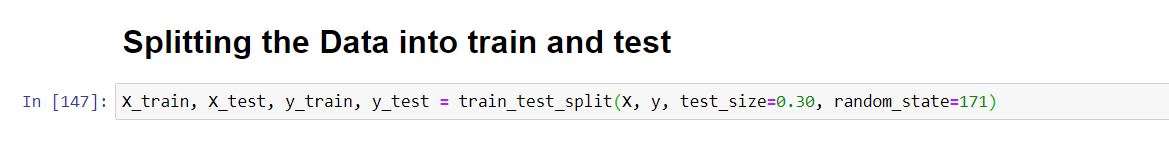 Splitting the Data into train and test
In [147]: X_train, X_test, y_train, y_test = train_test_split(X, y, test_size=0.30, random_state=171)